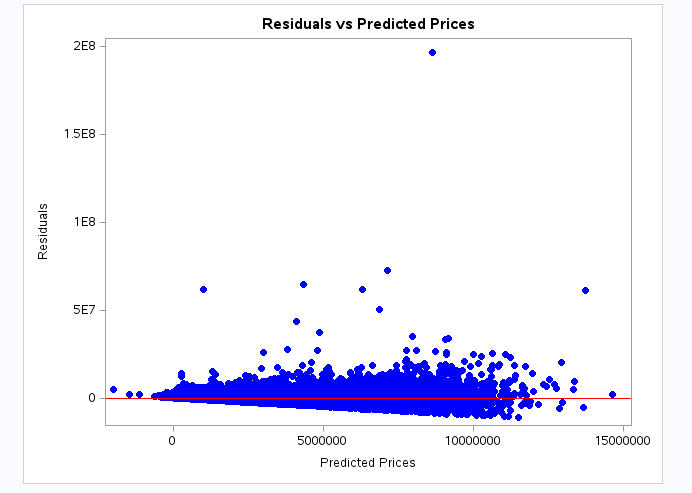 Residuals vs Predicted Prices
2E8
1.5E8
1E8
5E7
0
Residuals
0 5000000 10000000 15000000
Predicted Prices